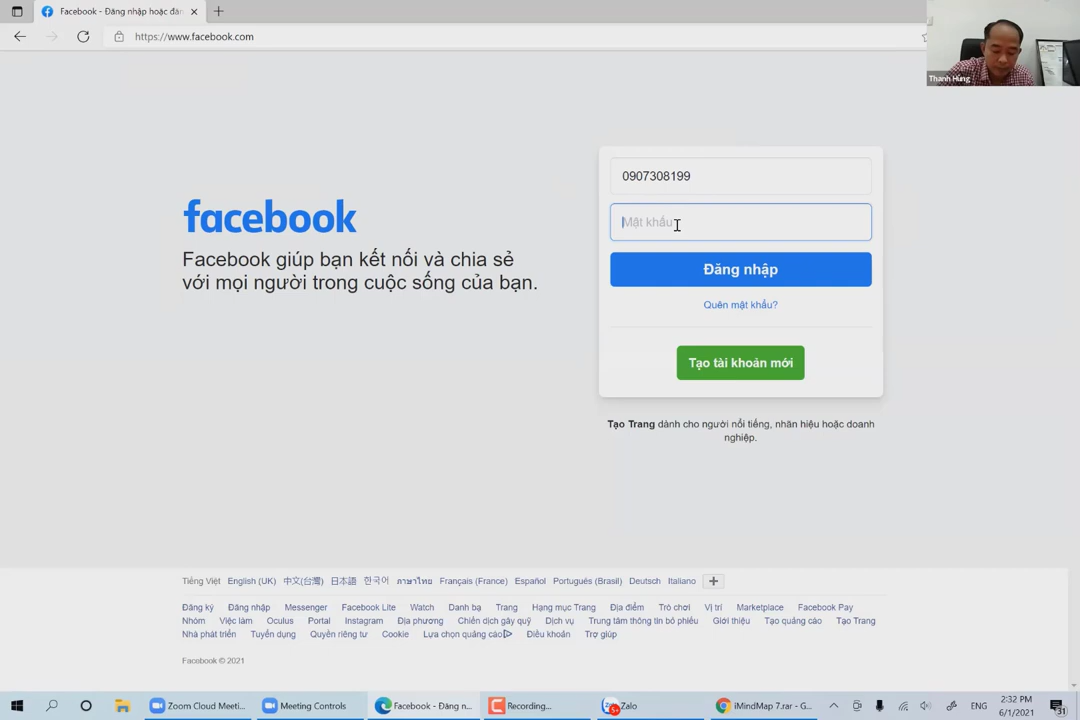 Facebook - Đăng nhập hoặc đăn
https://www.facebook.com
Thanh Hùng
0907308199
Mật khẩu
facebook
Facebook giúp bạn kết nối và chia sẻ
với mọi người trong cuộc sống của bạn.
Đăng nhập
Quên mật khẩu?
Tạo tài khoản mới
Tạo Trang dành cho người nổi tiếng, nhãn hiệu hoặc doanh
nghiệp.
Tiếng Việt English (UK) 中文(台灣) 日本語 한국어 ภาษาไทย Français (France) Español Português (Brasil) Deutsch Italiano
Đăng ký Đăng nhập Messenger Facebook Lite Watch Danh bạ Trang Hạng mục Trang Địa điểm Trò chơi Vị trí Marketplace Facebook Pay
Nhóm Việc làm Oculus Portal Instagram Địa phương Chiến dịch gây quỹ Dịch vụ Trung tâm thông tin bỏ phiếu Giới thiệu Tạo quảng cáo Tạo Trang
Nhà phát triển Tuyển dụng Quyền riêng tư Cookie Lựa chọn quảng cáo Điều khoản Trợ giúp
Facebook © 2021
Zoom Cloud Meeti... Meeting Controls Facebook - Đăng n... Recording... Zalo 5+ Zalo iMindMap 7.rar - G... ENG 2:32 PM
6/1/2021 31